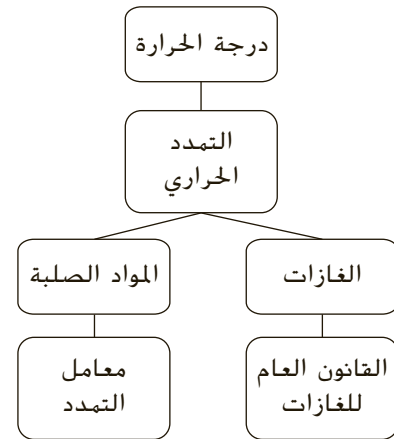 درجة الحرارة
التمدد
الحراري
الغازات
المواد الصلبة
القانون العام
للغازات
معامل
التمدد